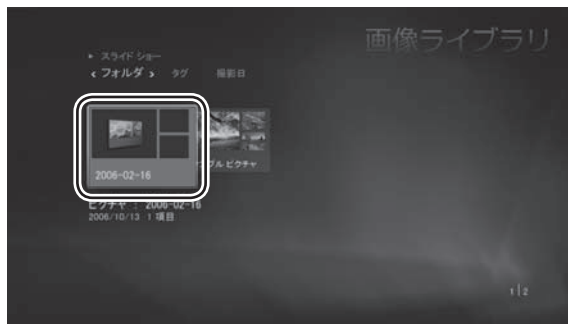 画像ライブラリ
▸ スライド ショー
‹ フォルダ › タグ 撮影日
2006-02-16
プル ピクチャ
ピクチャ : 2006-02-16
2006/10/13 1 項目
1|2